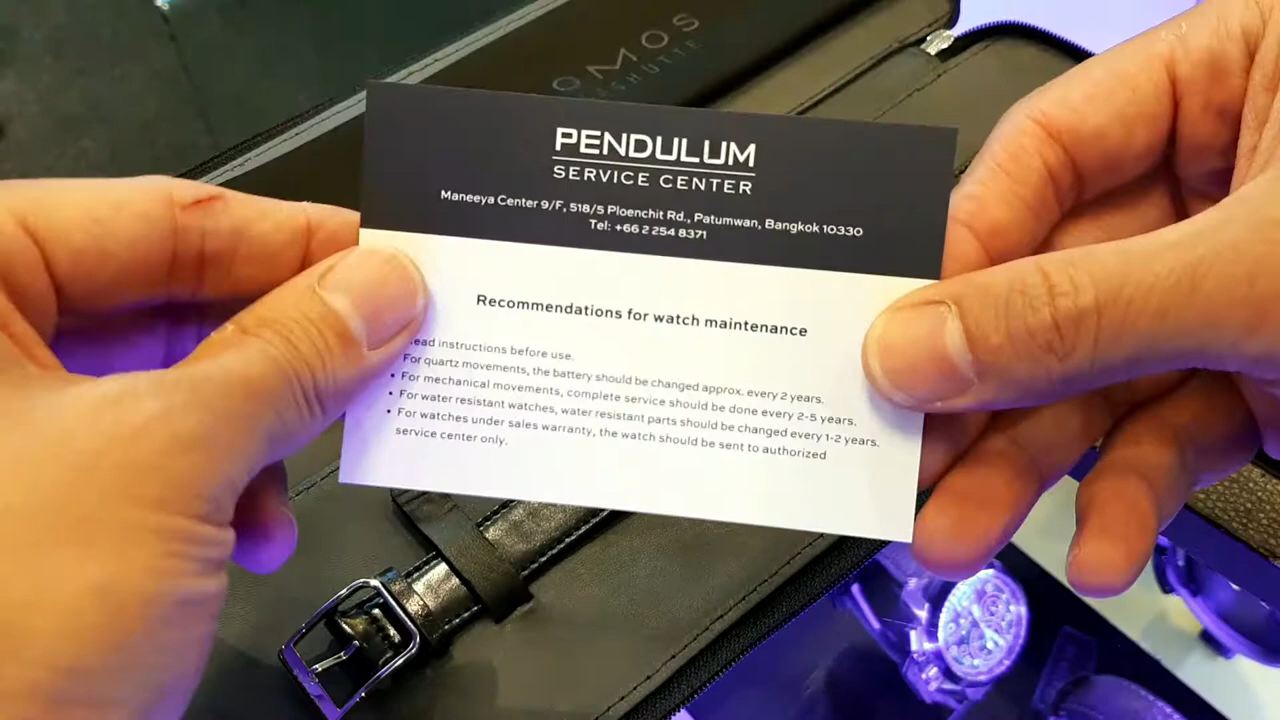 OMOS
PENDULUM
SERVICE CENTER
Maneeya Center 9/F, 518/5 Ploenchit Rd., Patumwan, Bangkok 10330
Tel: +66 2 254 8371
Recommendations for watch maintenance
ead instructions before use.
For quartz movements, the battery should be changed approx. every 2 years.
• For mechanical movements, complete service should be done every 2-5 years.
• For water resistant watches, water resistant parts should be changed every 1-2 years.
• For watches under sales warranty, the watch should be sent to authorized
service center only.